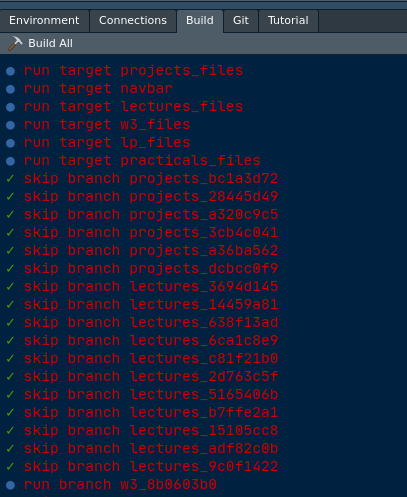 Environment Connections Build Git Tutorial
Build All
● run target projects_files
● run target navbar
● run target lectures_files
● run target w3_files
● run target lp_files
● run target practicals_files
✓ skip branch projects_bc1a3d72
✓ skip branch projects_28445d49
✓ skip branch projects_a320c9c5
✓ skip branch projects_3cb4c041
✓ skip branch projects_a36ba562
✓ skip branch projects_dcbcc0f9
✓ skip branch lectures_3694d145
✓ skip branch lectures_14459a81
✓ skip branch lectures_638f13ad
✓ skip branch lectures_6ca1c8e9
✓ skip branch lectures_c81f21b0
✓ skip branch lectures_2d763c5f
✓ skip branch lectures_5165406b
✓ skip branch lectures_b7ffe2a1
✓ skip branch lectures_15105cc8
✓ skip branch lectures_adf82c0b
✓ skip branch lectures_9c0f1422
● run branch w3_8b0603b0